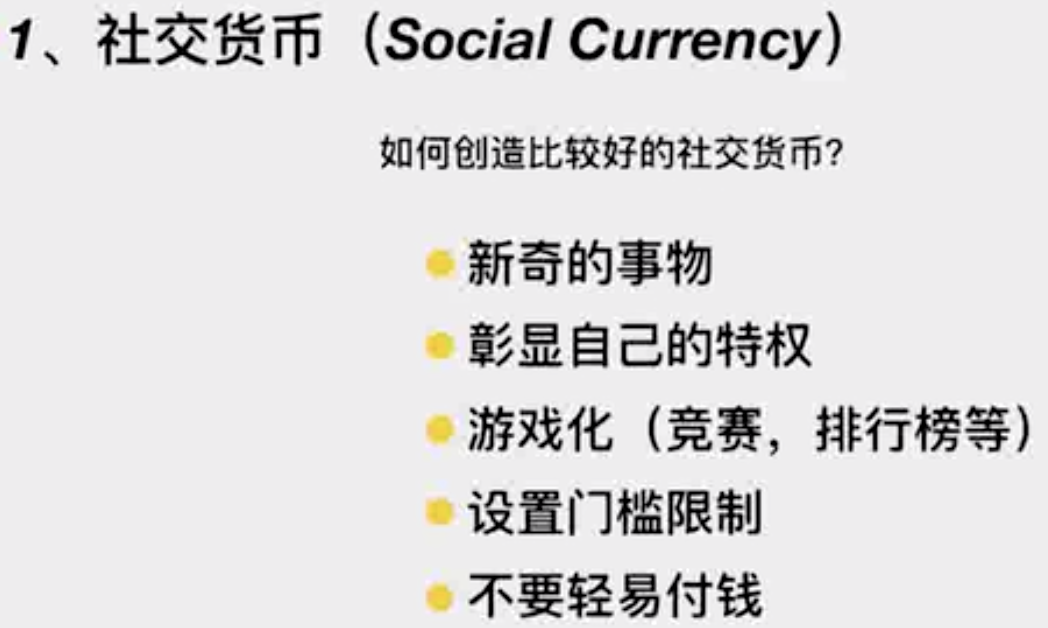 1、社交货币（Social Currency）
如何创造比较好的社交货币?
新奇的事物
彰显自己的特权
游戏化（竞赛，排行榜等）
设置门槛限制
不要轻易付钱